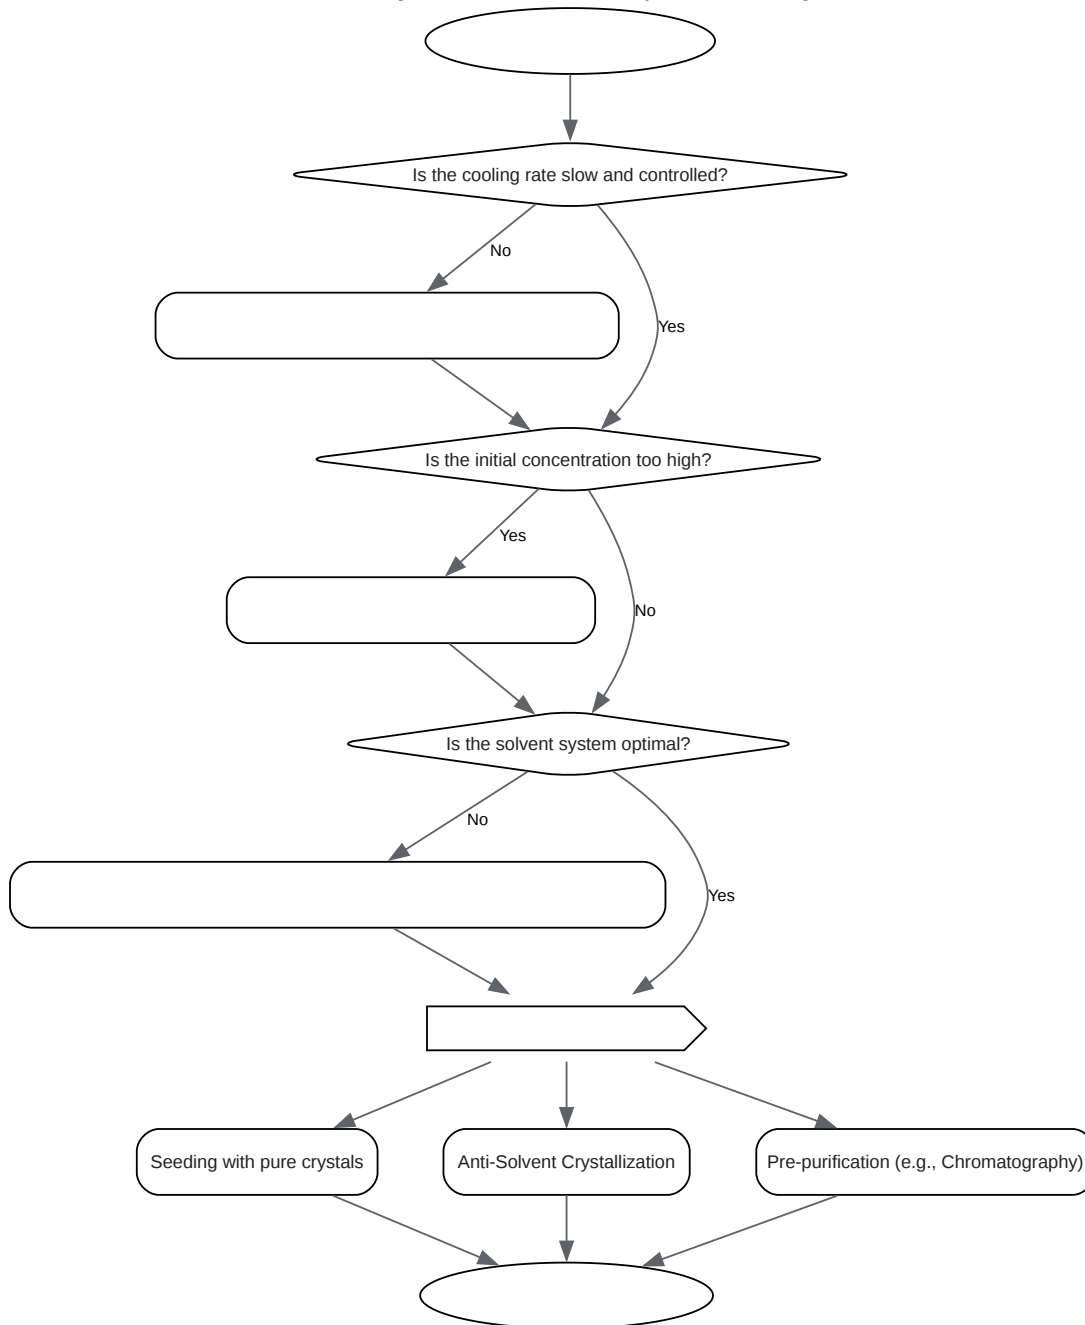 Is the cooling rate slow and controlled?
No
Yes
Is the initial concentration too high?
Yes
No
Is the solvent system optimal?
No
Yes
Seeding with pure crystals
Anti-Solvent Crystallization
Pre-purification (e.g., Chromatography)